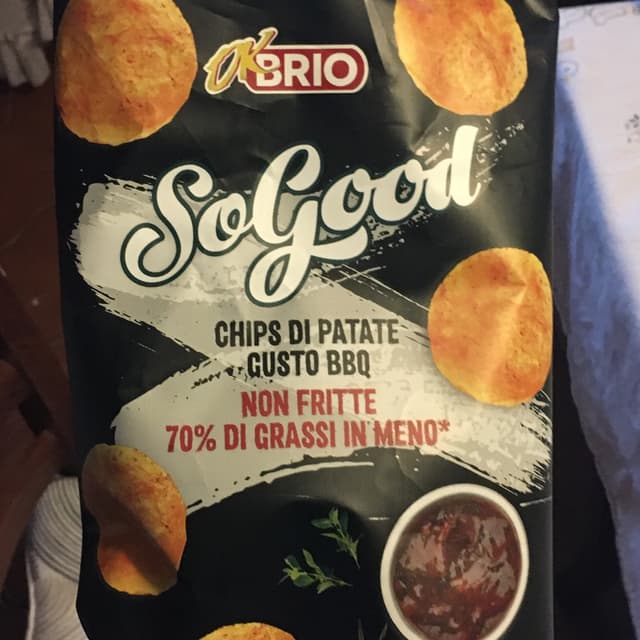 OK BRIO
SoGood
CHIPS DI PATATE
GUSTO BBQ
NON FRITTE
70% DI GRASSI IN MENO*